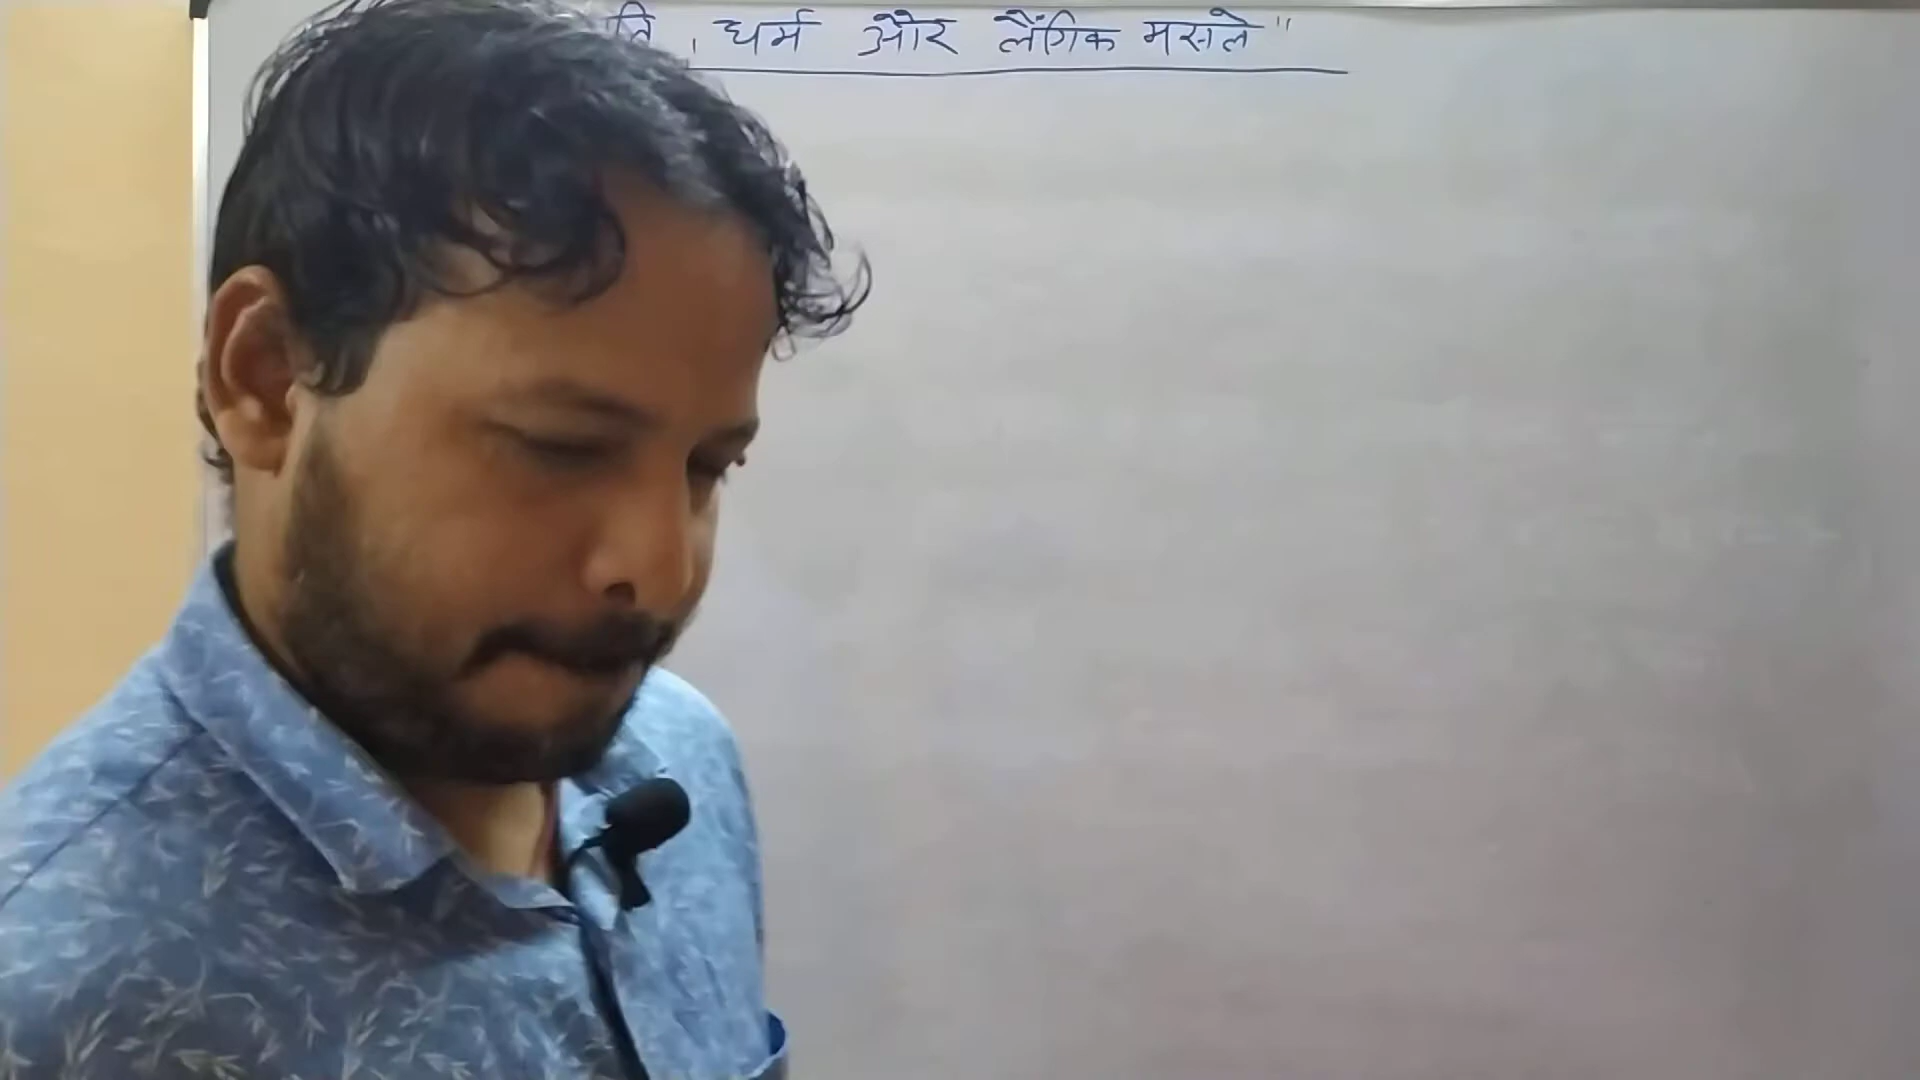 , धर्म और लैंगिक मसले"